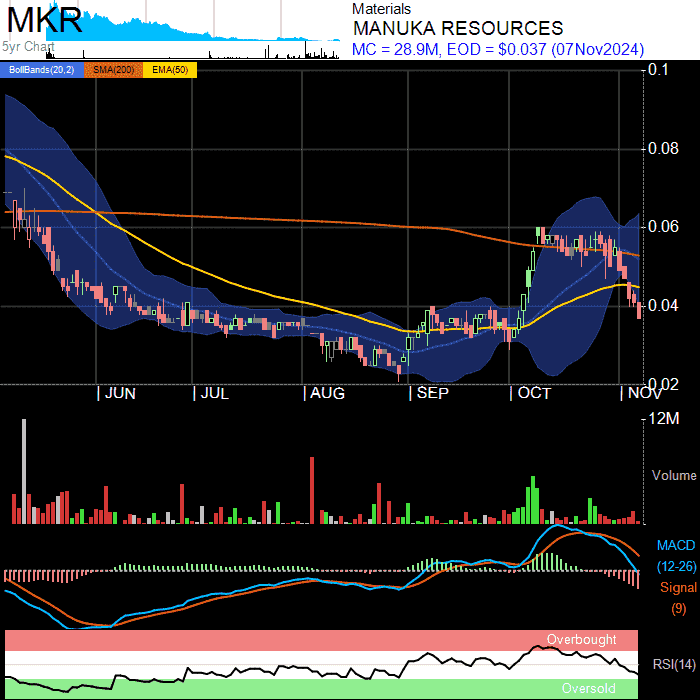 MKR
5yr Chart
Materials
MANUKA RESOURCES
MC = 28.9M, EOD = $0.037 (07Nov2024)
BollBands(20,2) SMA(200) EMA(50)
0.1
0.08
0.06
0.04
0.02
JUN JUL AUG SEP OCT NOV
12M
Volume
MACD
(12-26)
Signal
(9)
Overbought
RSI(14)
Oversold